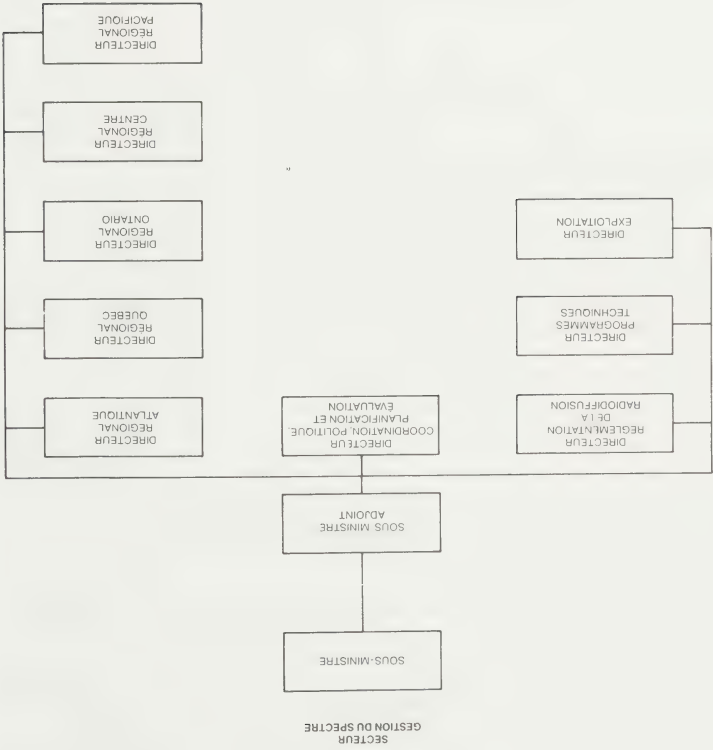 SECTEUR
GESTION DU SPECTRE
SOUS-MINISTRE
SOUS MINISTRE
ADJOINT
DIRECTEUR
RÉGLEMENTATION
DE LA
RADIODIFFUSION
DIRECTEUR
PROGRAMMES
TECHNIQUES
DIRECTEUR
EXPLOITATION
DIRECTEUR
COORDINATION, POLITIQUE,
PLANIFICATION ET
ÉVALUATION
DIRECTEUR
RÉGIONAL
ATLANTIQUE
DIRECTEUR
RÉGIONAL
QUÉBEC
DIRECTEUR
RÉGIONAL
ONTARIO
DIRECTEUR
RÉGIONAL
CENTRE
DIRECTEUR
RÉGIONAL
PACIFIQUE